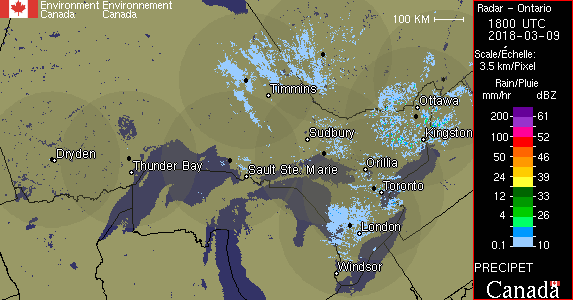 Environment Environnement
Canada Canada
100 KM
Timmins
Ottawa
Sudbury
Kingston
Dryden
Thunder Bay
Sault Ste. Marie
Orillia
Toronto
London
Windsor
Radar - Ontario
1800 UTC
2018-03-09
Scale/Échelle:
3.5 km/Pixel
Rain/Pluie
mm/hr dBZ
200 61
100 52
50 46
24 39
12 33
4 26
1 18
0.1 10
PRECIPET
Canada